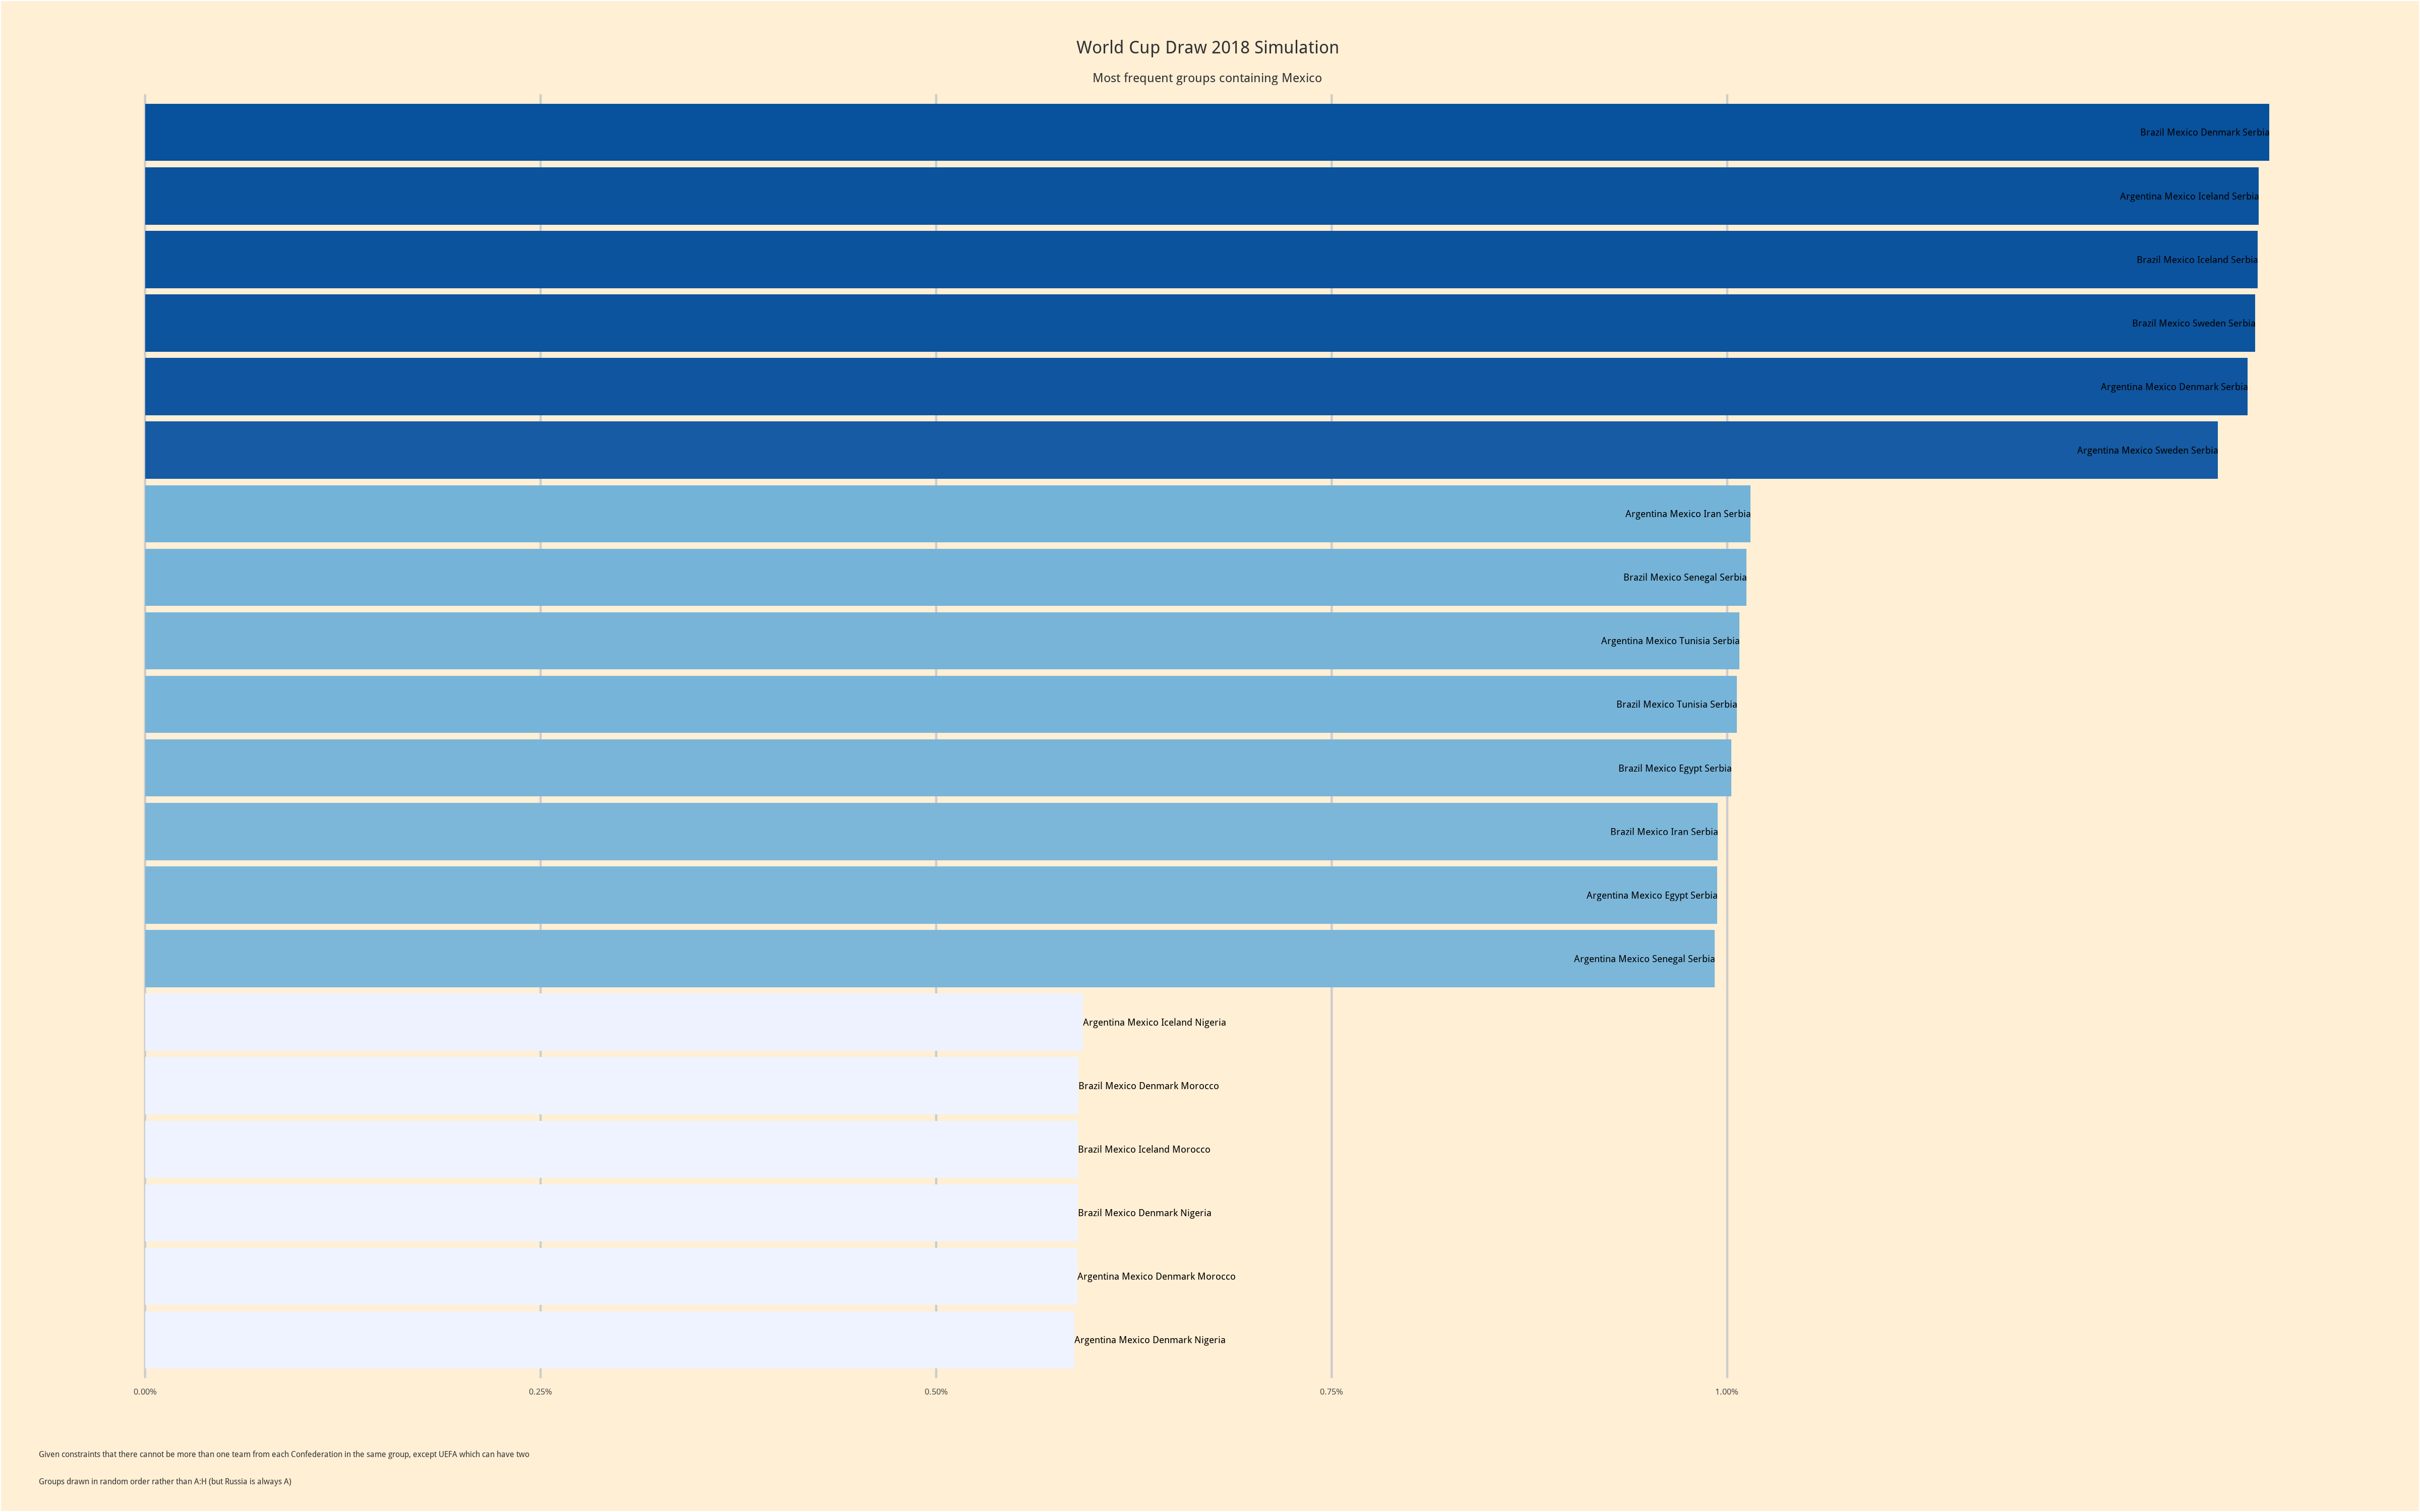 World Cup Draw 2018 Simulation
Most frequent groups containing Mexico
Brazil Mexico Denmark Serbia
Argentina Mexico Iceland Serbia
Brazil Mexico Iceland Serbia
Brazil Mexico Sweden Serbia
Argentina Mexico Denmark Serbia
Argentina Mexico Sweden Serbia
Argentina Mexico Iran Serbia
Brazil Mexico Senegal Serbia
Argentina Mexico Tunisia Serbia
Brazil Mexico Tunisia Serbia
Brazil Mexico Egypt Serbia
Brazil Mexico Iran Serbia
Argentina Mexico Egypt Serbia
Argentina Mexico Senegal Serbia
Argentina Mexico Iceland Nigeria
Brazil Mexico Denmark Morocco
Brazil Mexico Iceland Morocco
Brazil Mexico Denmark Nigeria
Argentina Mexico Denmark Morocco
Argentina Mexico Denmark Nigeria
0.00% 0.25% 0.50% 0.75% 1.00%
Given constraints that there cannot be more than one team from each Confederation in the same group, except UEFA which can have two
Groups drawn in random order rather than A:H (but Russia is always A)